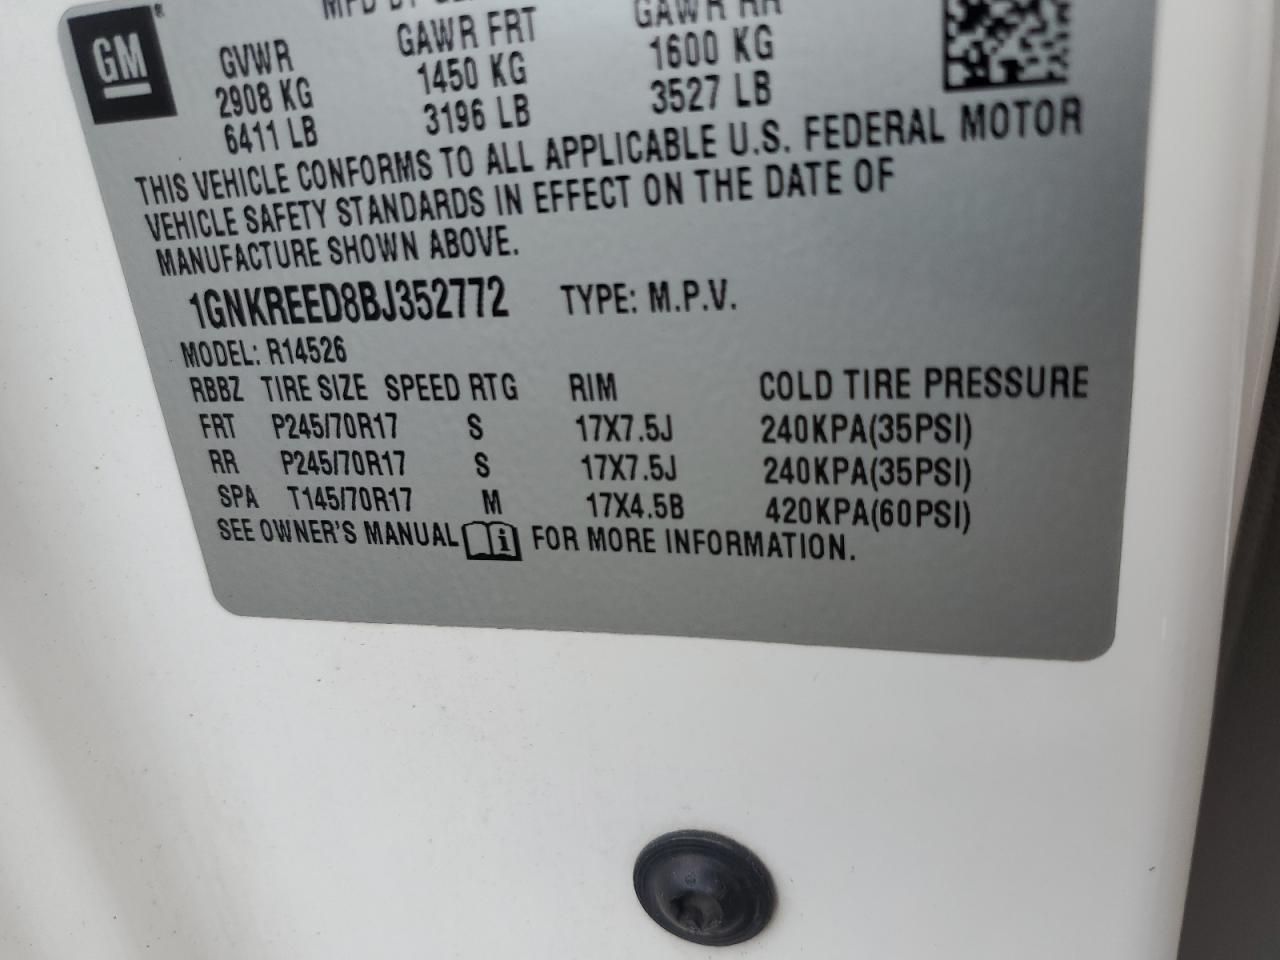 GM®
GVWR GAWR FRT GAWR RR
2908 KG 1450 KG 1600 KG
6411 LB 3196 LB 3527 LB
THIS VEHICLE CONFORMS TO ALL APPLICABLE U.S. FEDERAL MOTOR
VEHICLE SAFETY STANDARDS IN EFFECT ON THE DATE OF
MANUFACTURE SHOWN ABOVE.
1GNKREED8BJ352772 TYPE: M.P.V.
MODEL: R14526
RBBZ TIRE SIZE SPEED RTG RIM COLD TIRE PRESSURE
FRT P245/70R17 S 17X7.5J 240KPA(35PSI)
RR P245/70R17 S 17X7.5J 240KPA(35PSI)
SPA T145/70R17 M 17X4.5B 420KPA(60PSI)
SEE OWNER'S MANUAL i FOR MORE INFORMATION.